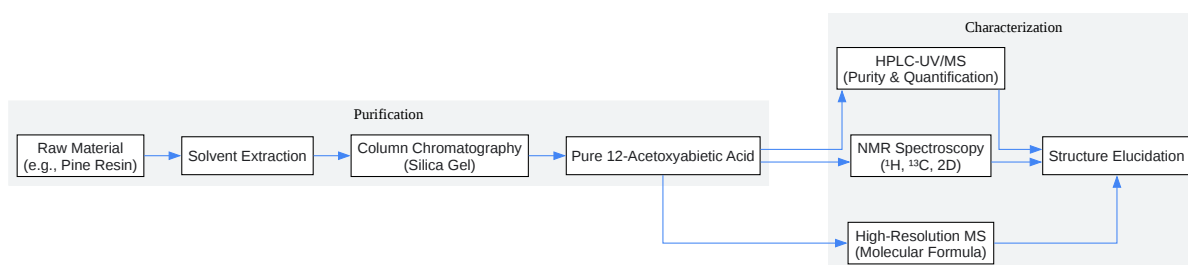 Purification
Raw Material
(e.g., Pine Resin)
Solvent Extraction
Column Chromatography
(Silica Gel)
Pure 12-Acetoxyabietic Acid
Characterization
HPLC-UV/MS
(Purity & Quantification)
NMR Spectroscopy
(¹H, ¹³C, 2D)
High-Resolution MS
(Molecular Formula)
Structure Elucidation